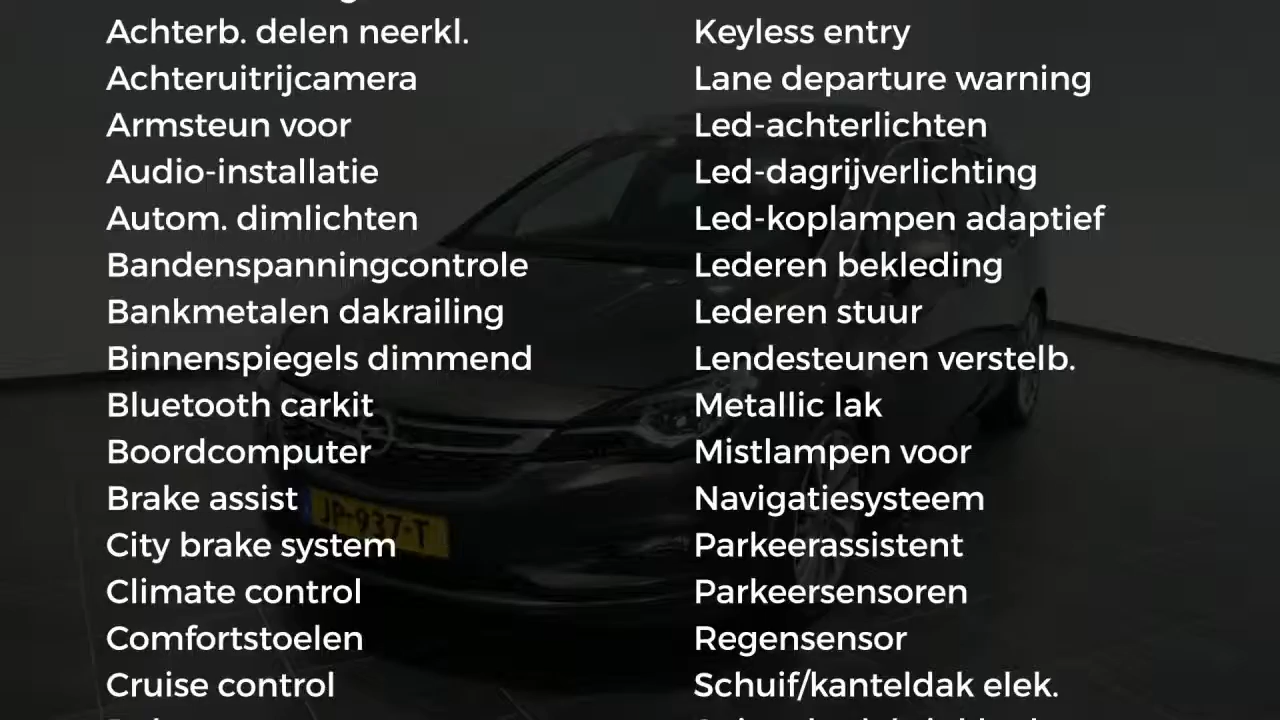 Achterb. delen neerkl.
Achteruitrijcamera
Armsteun voor
Audio-installatie
Autom. dimlichten
Bandenspanningcontrole
Bankmetalen dakrailing
Binnenspiegels dimmend
Bluetooth carkit
Boordcomputer
Brake assist
City brake system
Climate control
Comfortstoelen
Cruise control
Keyless entry
Lane departure warning
Led-achterlichten
Led-dagrijverlichting
Led-koplampen adaptief
Lederen bekleding
Lederen stuur
Lendesteunen verstelb.
Metallic lak
Mistlampen voor
Navigatiesysteem
Parkeerassistent
Parkeersensoren
Regensensor
Schuif/kanteldak elek.
JP-937-T